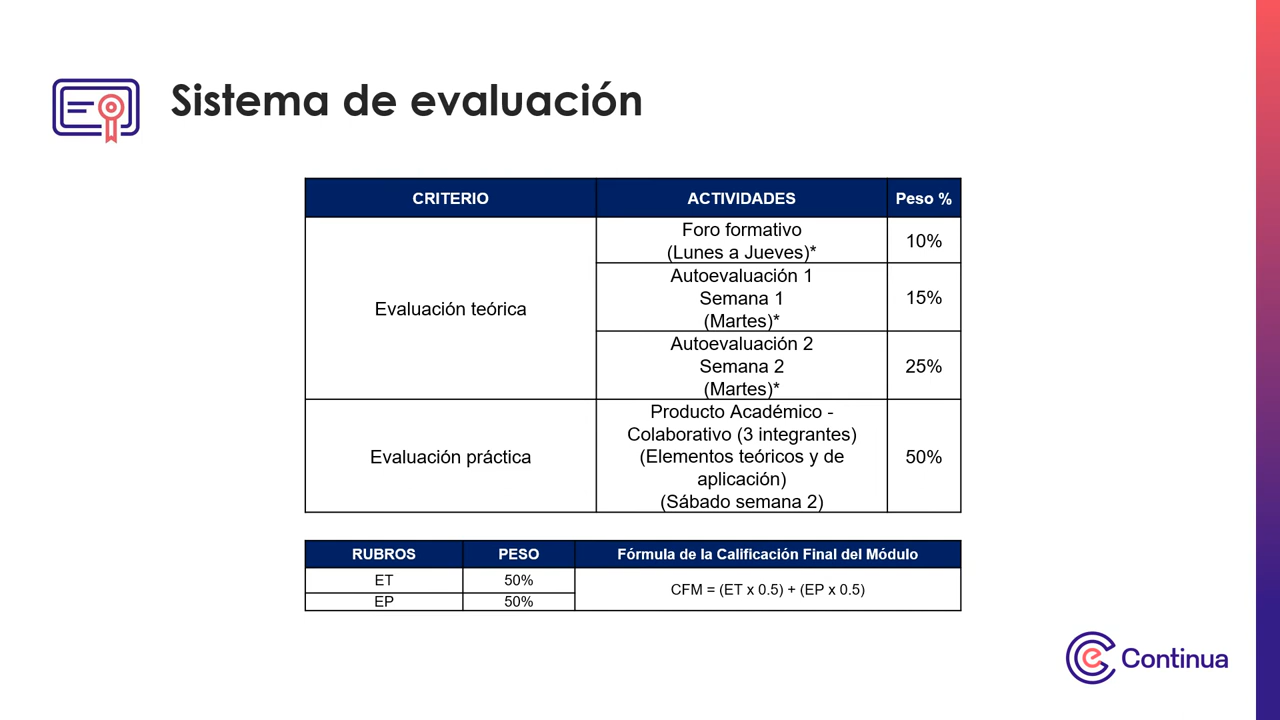 Sistema de evaluación
CRITERIO ACTIVIDADES Peso %
Evaluación teórica
Foro formativo
(Lunes a Jueves)*
10%
Autoevaluación 1
Semana 1
(Martes)*
15%
Autoevaluación 2
Semana 2
(Martes)*
25%
Evaluación práctica
Producto Académico -
Colaborativo (3 integrantes)
(Elementos teóricos y de
aplicación)
(Sábado semana 2)
50%
RUBROS PESO Fórmula de la Calificación Final del Módulo
ET 50%
EP 50%
CFM = (ET x 0.5) + (EP x 0.5)
Continua